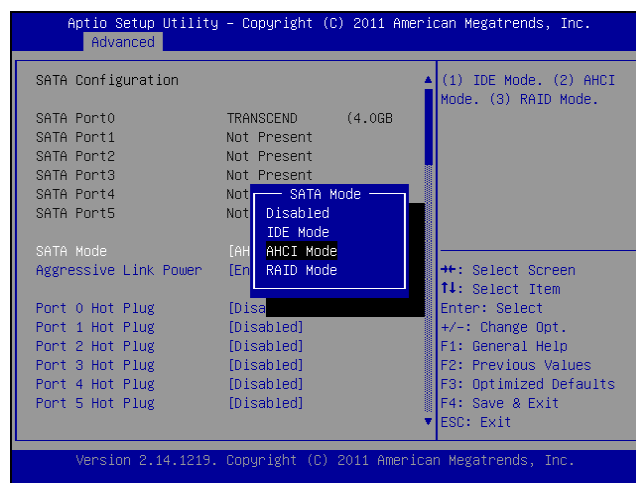 Aptio Setup Utility – Copyright (C) 2011 American Megatrends, Inc.
Advanced
SATA Configuration
SATA Port0 TRANSCEND (4.0GB
SATA Port1 Not Present
SATA Port2 Not Present
SATA Port3 Not Present
SATA Port4 Not
SATA Port5 Not
SATA Mode [AH
Aggressive Link Power [En
Port 0 Hot Plug [Disa
Port 1 Hot Plug [Disabled]
Port 2 Hot Plug [Disabled]
Port 3 Hot Plug [Disabled]
Port 4 Hot Plug [Disabled]
Port 5 Hot Plug [Disabled]
SATA Mode
Disabled
IDE Mode
AHCI Mode
RAID Mode
(1) IDE Mode. (2) AHCI
Mode. (3) RAID Mode.
→←: Select Screen
↑↓: Select Item
Enter: Select
+/-: Change Opt.
F1: General Help
F2: Previous Values
F3: Optimized Defaults
F4: Save & Exit
ESC: Exit
Version 2.14.1219. Copyright (C) 2011 American Megatrends, Inc.